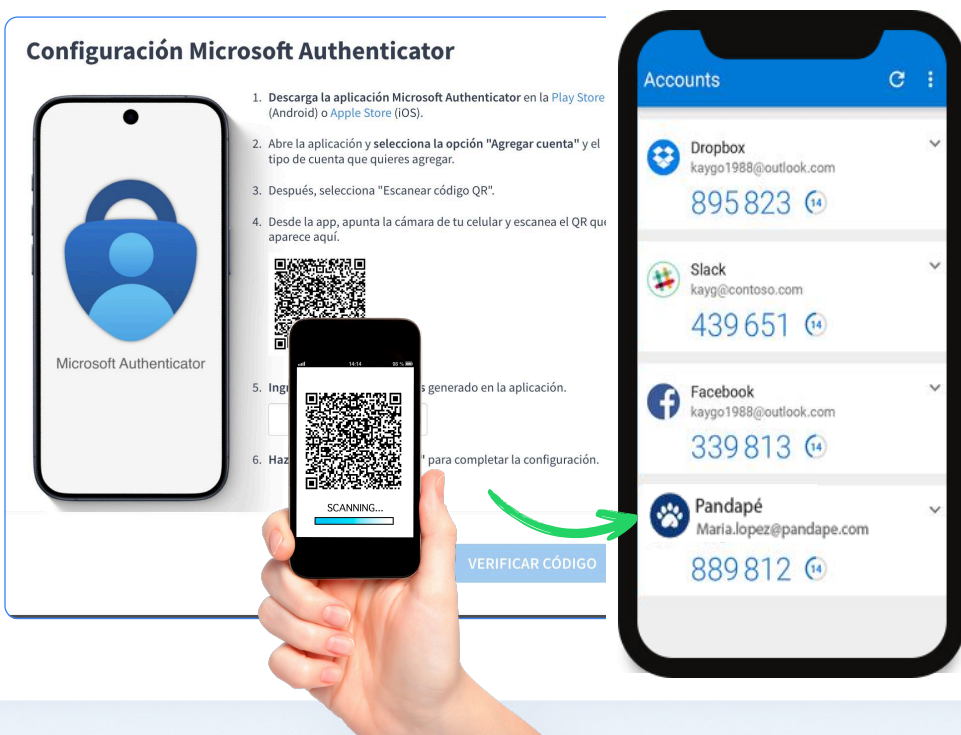 Configuración Microsoft Authenticator
Microsoft Authenticator
1. Descarga la aplicación Microsoft Authenticator en la Play Store
(Android) o Apple Store (iOS).
2. Abre la aplicación y selecciona la opción "Agregar cuenta" y el
tipo de cuenta que quieres agregar.
3. Después, selecciona "Escanear código QR".
4. Desde la app, apunta la cámara de tu celular y escanea el QR que
aparece aquí.
14:14
98 %
5. Ingr
s generado en la aplicación.
6. Haz
" para completar la configuración.
SCANNING...
VERIFICAR CÓDIGO
Accounts
Dropbox
kaygo1988@outlook.com
895 823 14
Slack
kayg@contoso.com
439 651 14
Facebook
kaygo1988@outlook.com
339 813 14
Pandapé
Maria.lopez@pandape.com
889 812 14